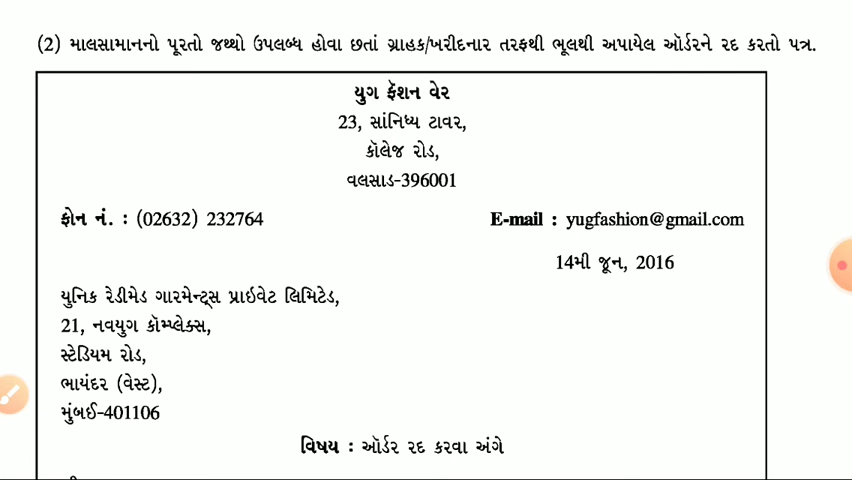 (2) માલસામાનનો પૂરતો જથ્થો ઉપલબ્ધ હોવા છતાં ગ્રાહક/ખરીદનાર તરફથી ભૂલથી અપાયેલ ઑર્ડરને રદ કરતો પત્ર.
યુગ ફૅશન વેર
23, સાંનિધ્ય ટાવર,
કૉલેજ રોડ,
વલસાડ-396001
ફોન નં. : (02632) 232764 E-mail : yugfashion@gmail.com
14મી જૂન, 2016
યુનિક રેડીમેડ ગારમેન્ટ્સ પ્રાઇવેટ લિમિટેડ,
21, નવયુગ કૉમ્પ્લેક્સ,
સ્ટેડિયમ રોડ,
ભાયંદર (વેસ્ટ),
મુંબઈ-401106
વિષય : ઑર્ડર રદ કરવા અંગે